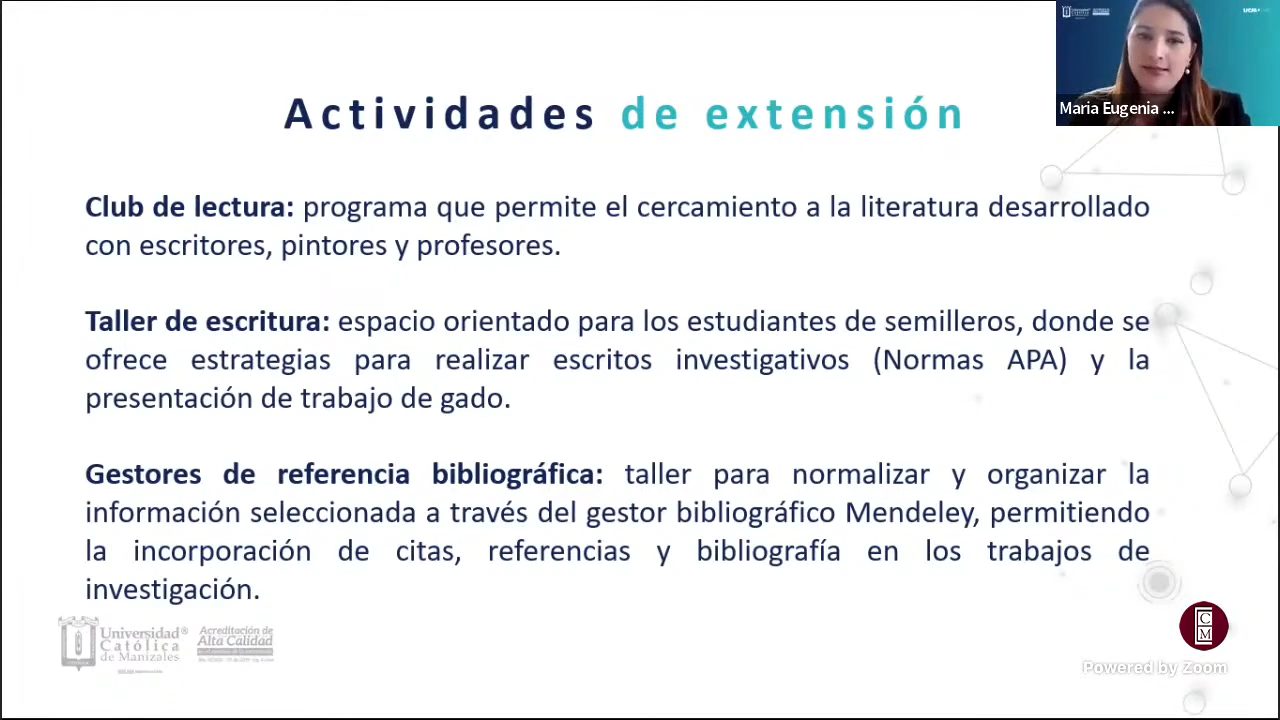 Actividades de extensión
Maria Eugenia ...
Club de lectura: programa que permite el cercamiento a la literatura desarrollado
con escritores, pintores y profesores.
Taller de escritura: espacio orientado para los estudiantes de semilleros, donde se
ofrece estrategias para realizar escritos investigativos (Normas APA) y la
presentación de trabajo de gado.
Gestores de referencia bibliográfica: taller para normalizar y organizar la
información seleccionada a través del gestor bibliográfico Mendeley, permitiendo
la incorporación de citas, referencias y bibliografía en los trabajos de
investigación.
Universidad®
Católica
de Manizales
Acreditación de
Alta Calidad
C
M
Powered by Zoom